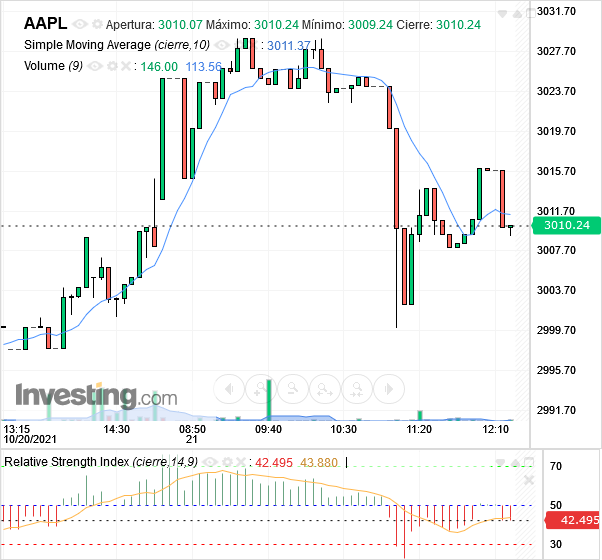 AAPL Apertura: 3010.07 Máximo: 3010.24 Mínimo: 3009.24 Cierre: 3010.24
Simple Moving Average (cierre,10) : 3011.37
Volume (9) : 146.00 113.56
3031.70
3027.70
3023.70
3019.70
3015.70
3011.70
3010.24
3007.70
3003.70
2999.70
2995.70
2991.70
Investing.com
13:15 14:30 08:50 09:40 10:30 11:20 12:10
10/20/2021 21
Relative Strength Index (cierre,14,9) : 42.495 43.880
70
50
42.495
30